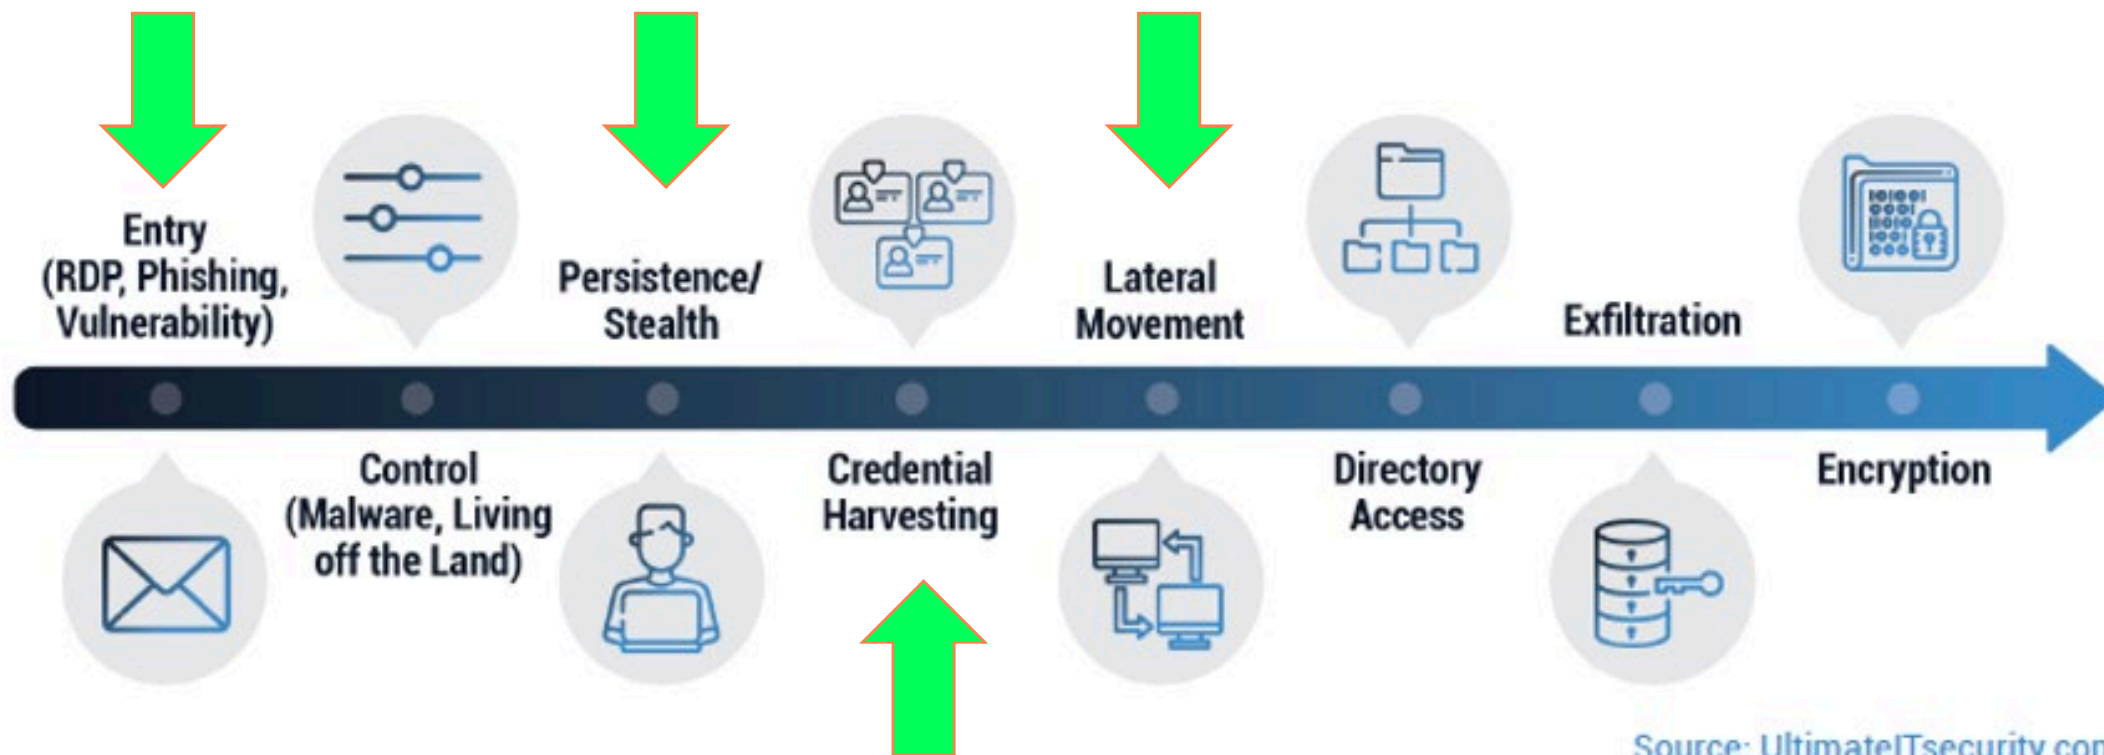 Entry
(RDP, Phishing,
Vulnerability)
Control
(Malware, Living
off the Land)
Persistence/
Stealth
Credential
Harvesting
Lateral
Movement
Directory
Access
Exfiltration
Encryption
Source: UltimateITsecurity.com